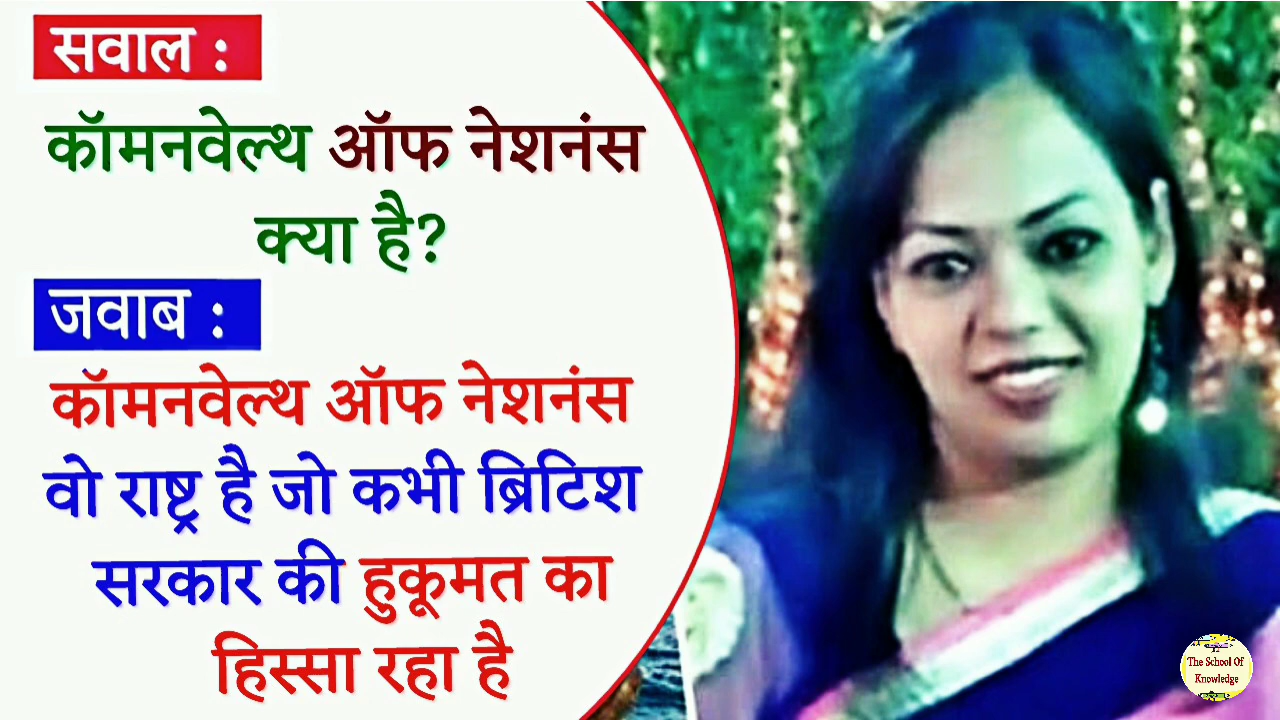 सवाल :
कॉमनवेल्थ ऑफ नेशनंस
क्या है?
जवाब :
कॉमनवेल्थ ऑफ नेशनंस
वो राष्ट्र है जो कभी ब्रिटिश
सरकार की हुकूमत का
हिस्सा रहा है
The School Of
Knowledge